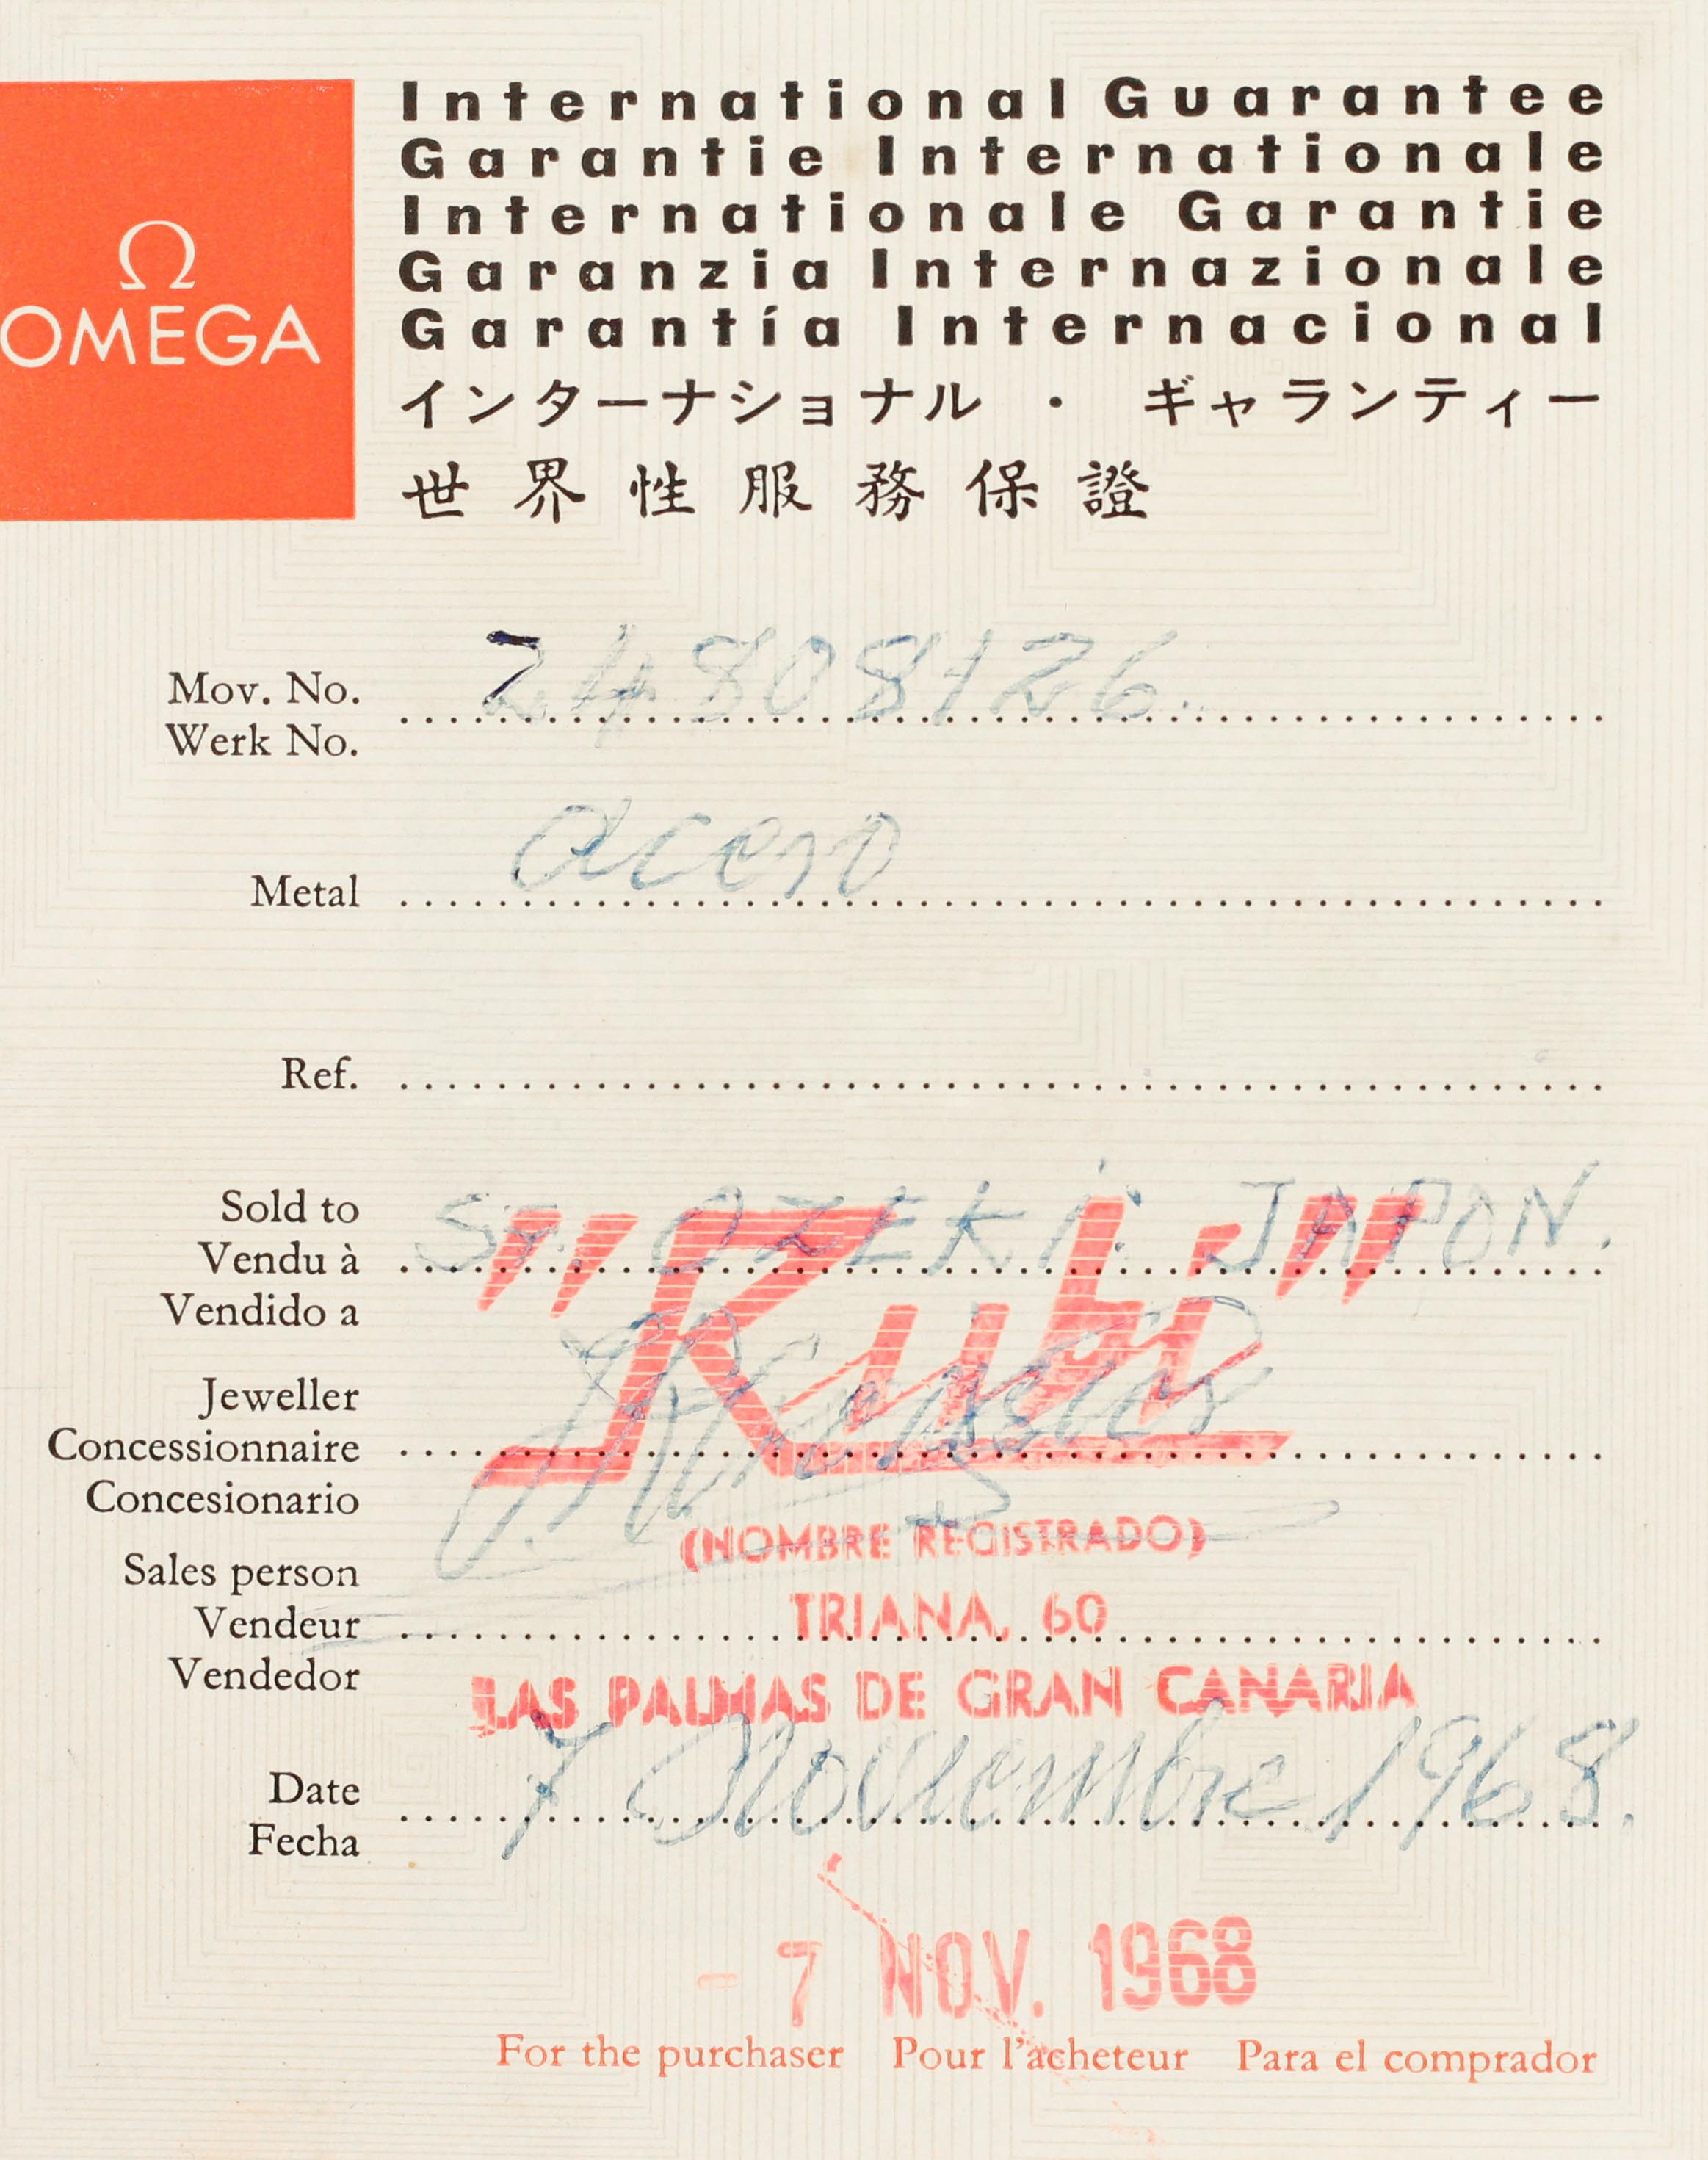 Ω
OMEGA
International Guarantee
Garantie Internationale
Internationale Garantie
Garanzia Internazionale
Garantía Internacional
インターナショナル ・ ギャランティー
世界性服務保證
Mov. No. 24808126.
Werk No.
Metal acero
Ref.
Sold to
Vendu à Sr. OZEKI. JAPON.
Vendido a
"Rubi"
Jeweller
Concessionnaire
Concesionario
(NOMBRE REGISTRADO)
Sales person
Vendeur TRIANA, 60
Vendedor
LAS PALMAS DE GRAN CANARIA
Date 7 Noviembre 1968.
Fecha
- 7 NOV. 1968
For the purchaser Pour l'acheteur Para el comprador